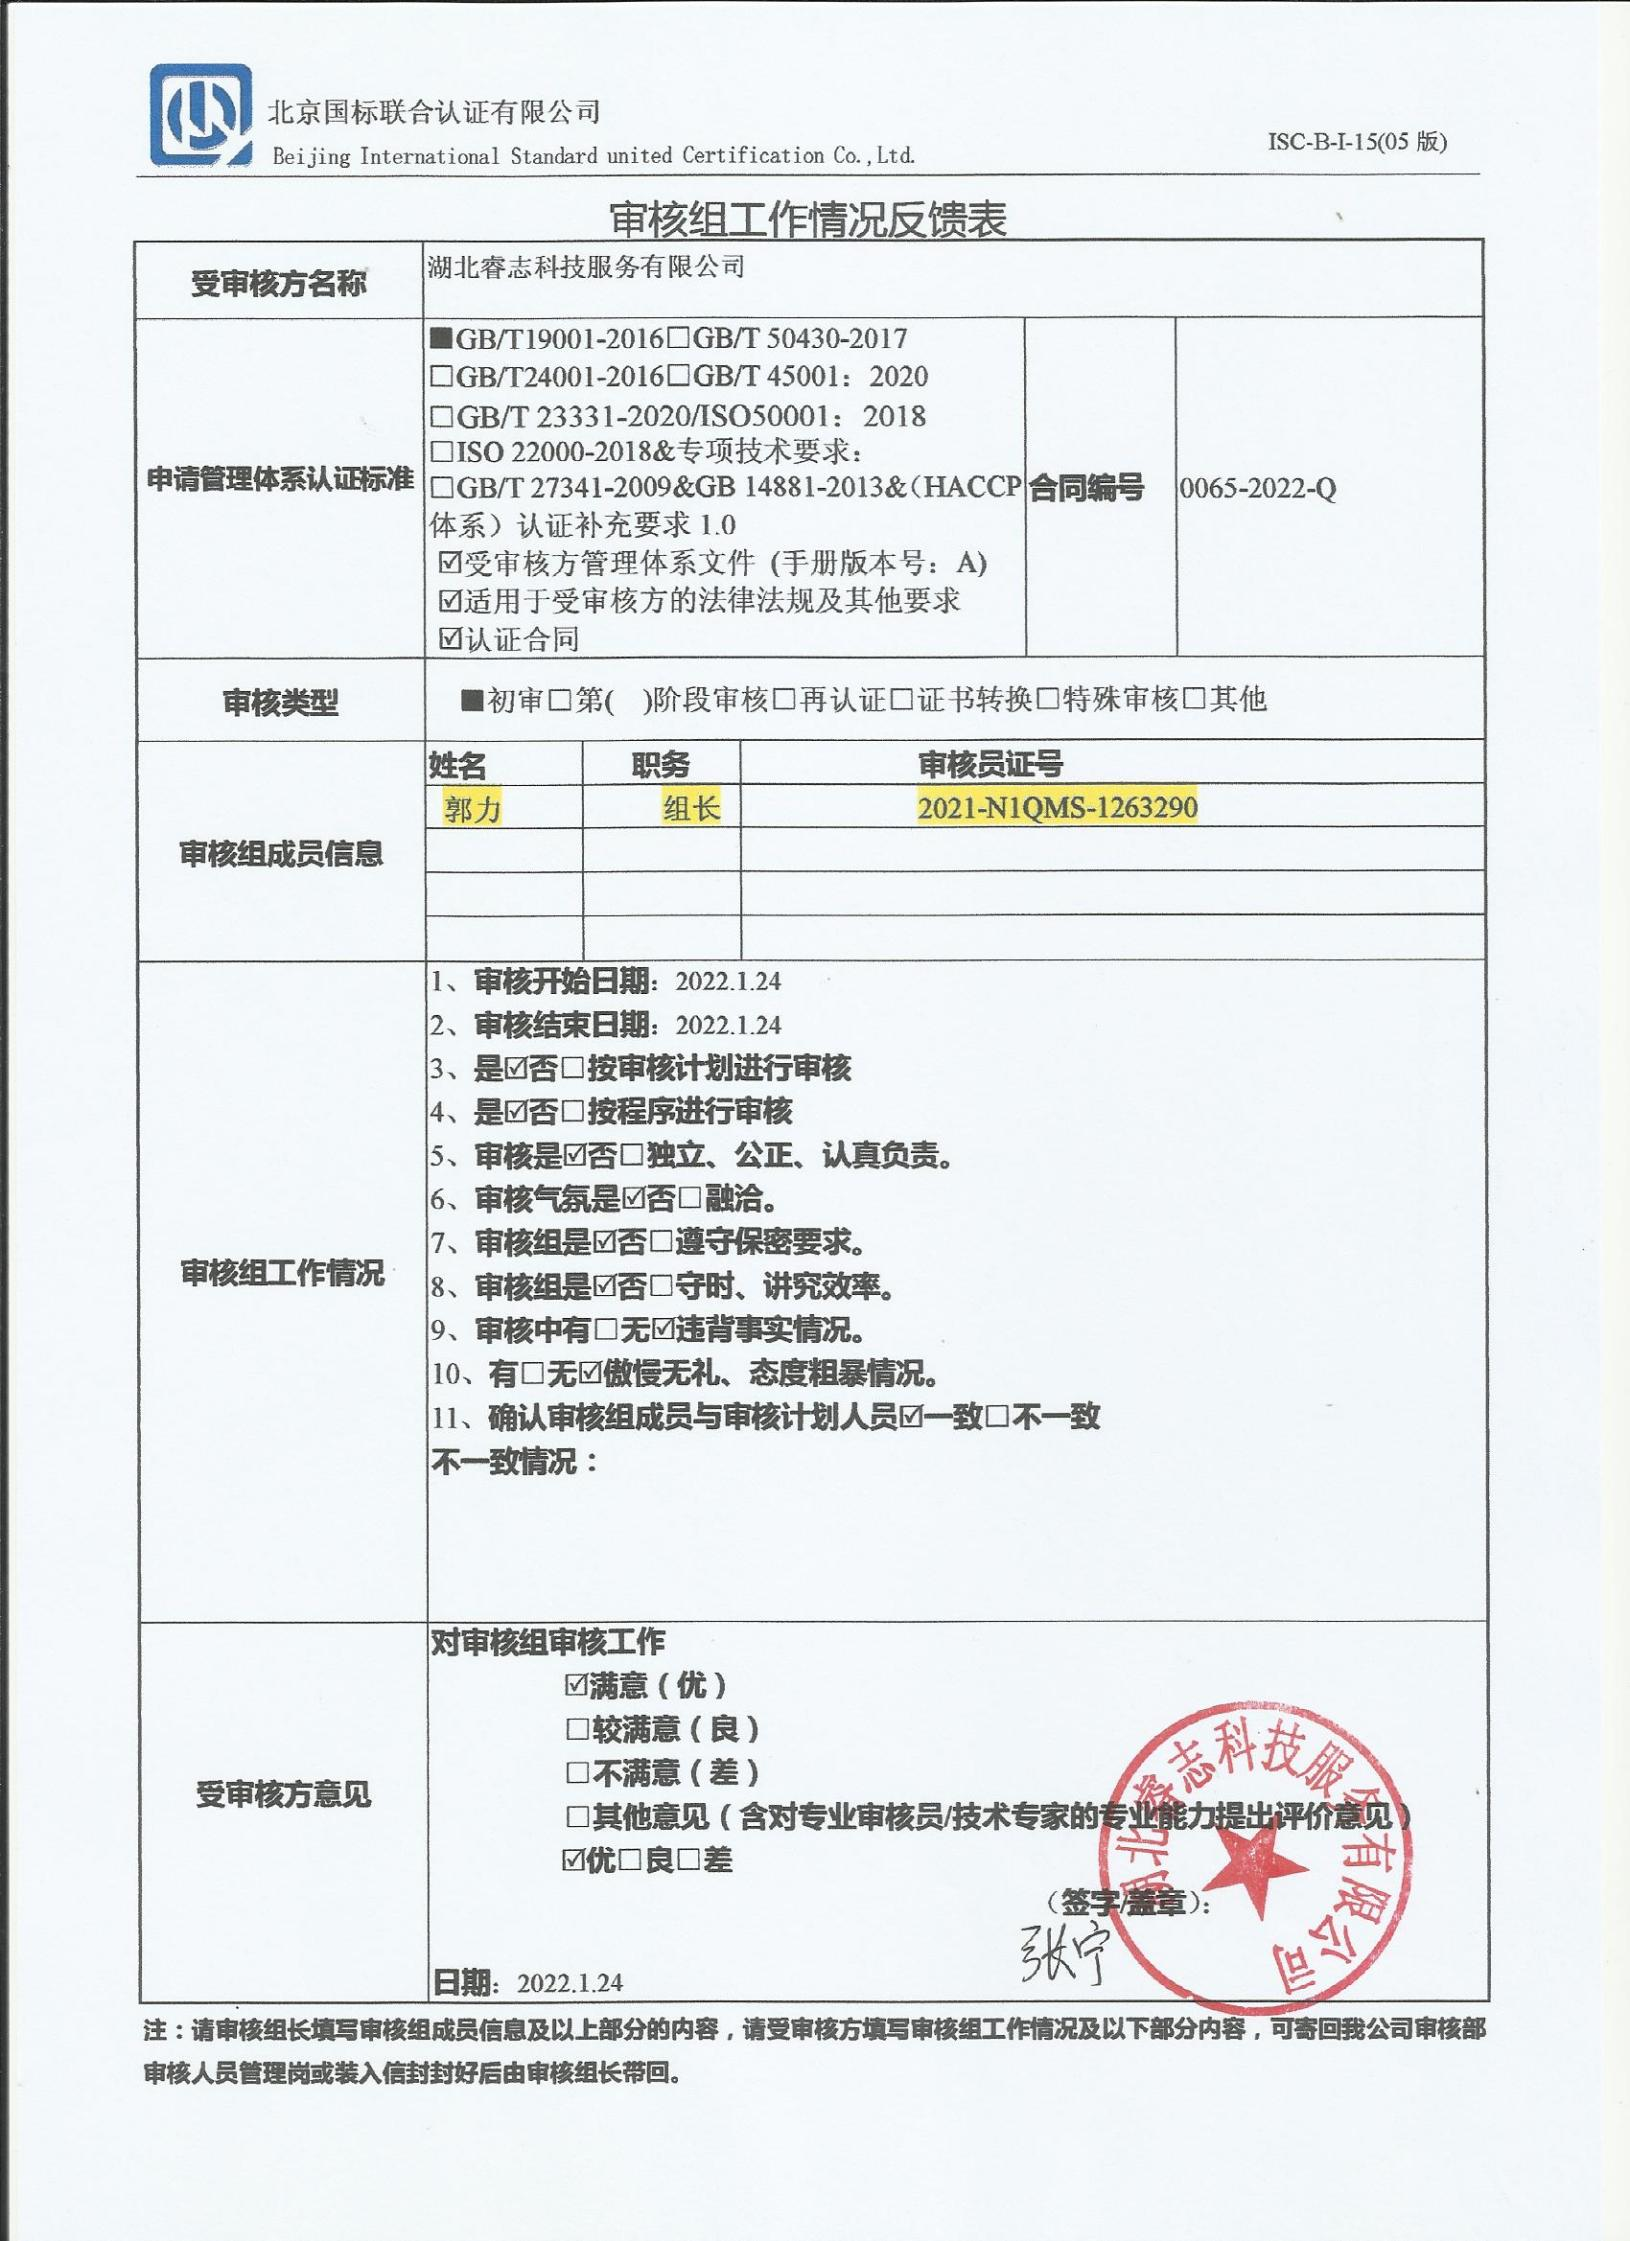 北京国标联合认证有限公司
Beijing International Standard united Certification Co.,Ltd.
ISC-B-I-15(05 版)
审核组工作情况反馈表
受审核方名称
湖北睿志科技服务有限公司
申请管理体系认证标准
■GB/T19001-2016□GB/T 50430-2017
□GB/T24001-2016□GB/T 45001：2020
□GB/T 23331-2020/ISO50001：2018
□ISO 22000-2018&专项技术要求：
□GB/T 27341-2009&GB 14881-2013&（HACCP
体系）认证补充要求 1.0
☑受审核方管理体系文件 (手册版本号：A)
☑适用于受审核方的法律法规及其他要求
☑认证合同
合同编号
0065-2022-Q
审核类型
■初审□第( )阶段审核□再认证□证书转换□特殊审核□其他
审核组成员信息
姓名 职务 审核员证号
郭力 组长 2021-N1QMS-1263290
审核组工作情况
1、审核开始日期：2022.1.24
2、审核结束日期：2022.1.24
3、是☑否□按审核计划进行审核
4、是☑否□按程序进行审核
5、审核是☑否□独立、公正、认真负责。
6、审核气氛是☑否□融洽。
7、审核组是☑否□遵守保密要求。
8、审核组是☑否□守时、讲究效率。
9、审核中有□无☑违背事实情况。
10、有□无☑傲慢无礼、态度粗暴情况。
11、确认审核组成员与审核计划人员☑一致□不一致
不一致情况：
受审核方意见
对审核组审核工作
☑满意（优）
□较满意（良）
□不满意（差）
□其他意见（含对专业审核员/技术专家的专业能力提出评价意见）
☑优□良□差
（签字/盖章）：
张宁
湖北睿志科技服务有限公司
日期：2022.1.24
注：请审核组长填写审核组成员信息及以上部分的内容，请受审核方填写审核组工作情况及以下部分内容，可寄回我公司审核部
审核人员管理岗或装入信封封好后由审核组长带回。